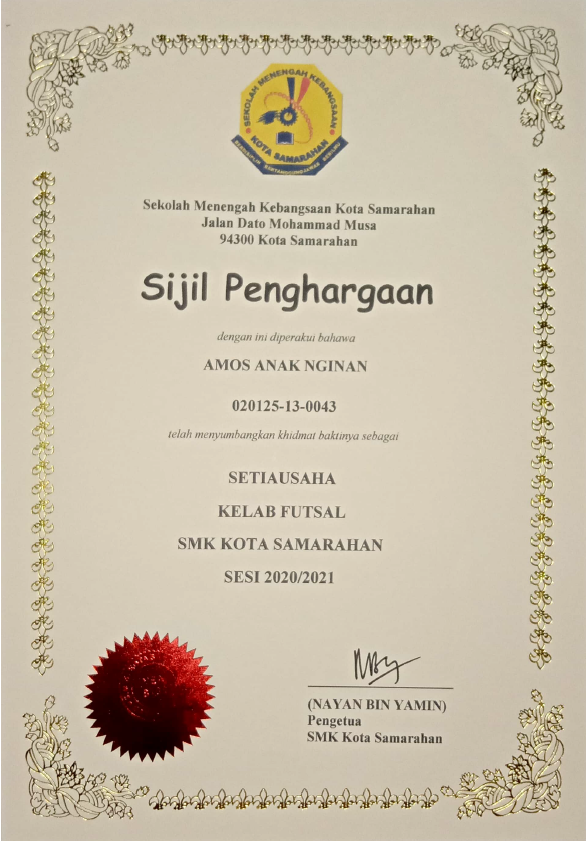 SEKOLAH MENENGAH KEBANGSAAN
KOTA SAMARAHAN
Sekolah Menengah Kebangsaan Kota Samarahan
Jalan Dato Mohammad Musa
94300 Kota Samarahan
Sijil Penghargaan
dengan ini diperakui bahawa
AMOS ANAK NGINAN
020125-13-0043
telah menyumbangkan khidmat baktinya sebagai
SETIAUSAHA
KELAB FUTSAL
SMK KOTA SAMARAHAN
SESI 2020/2021
(NAYAN BIN YAMIN)
Pengetua
SMK Kota Samarahan